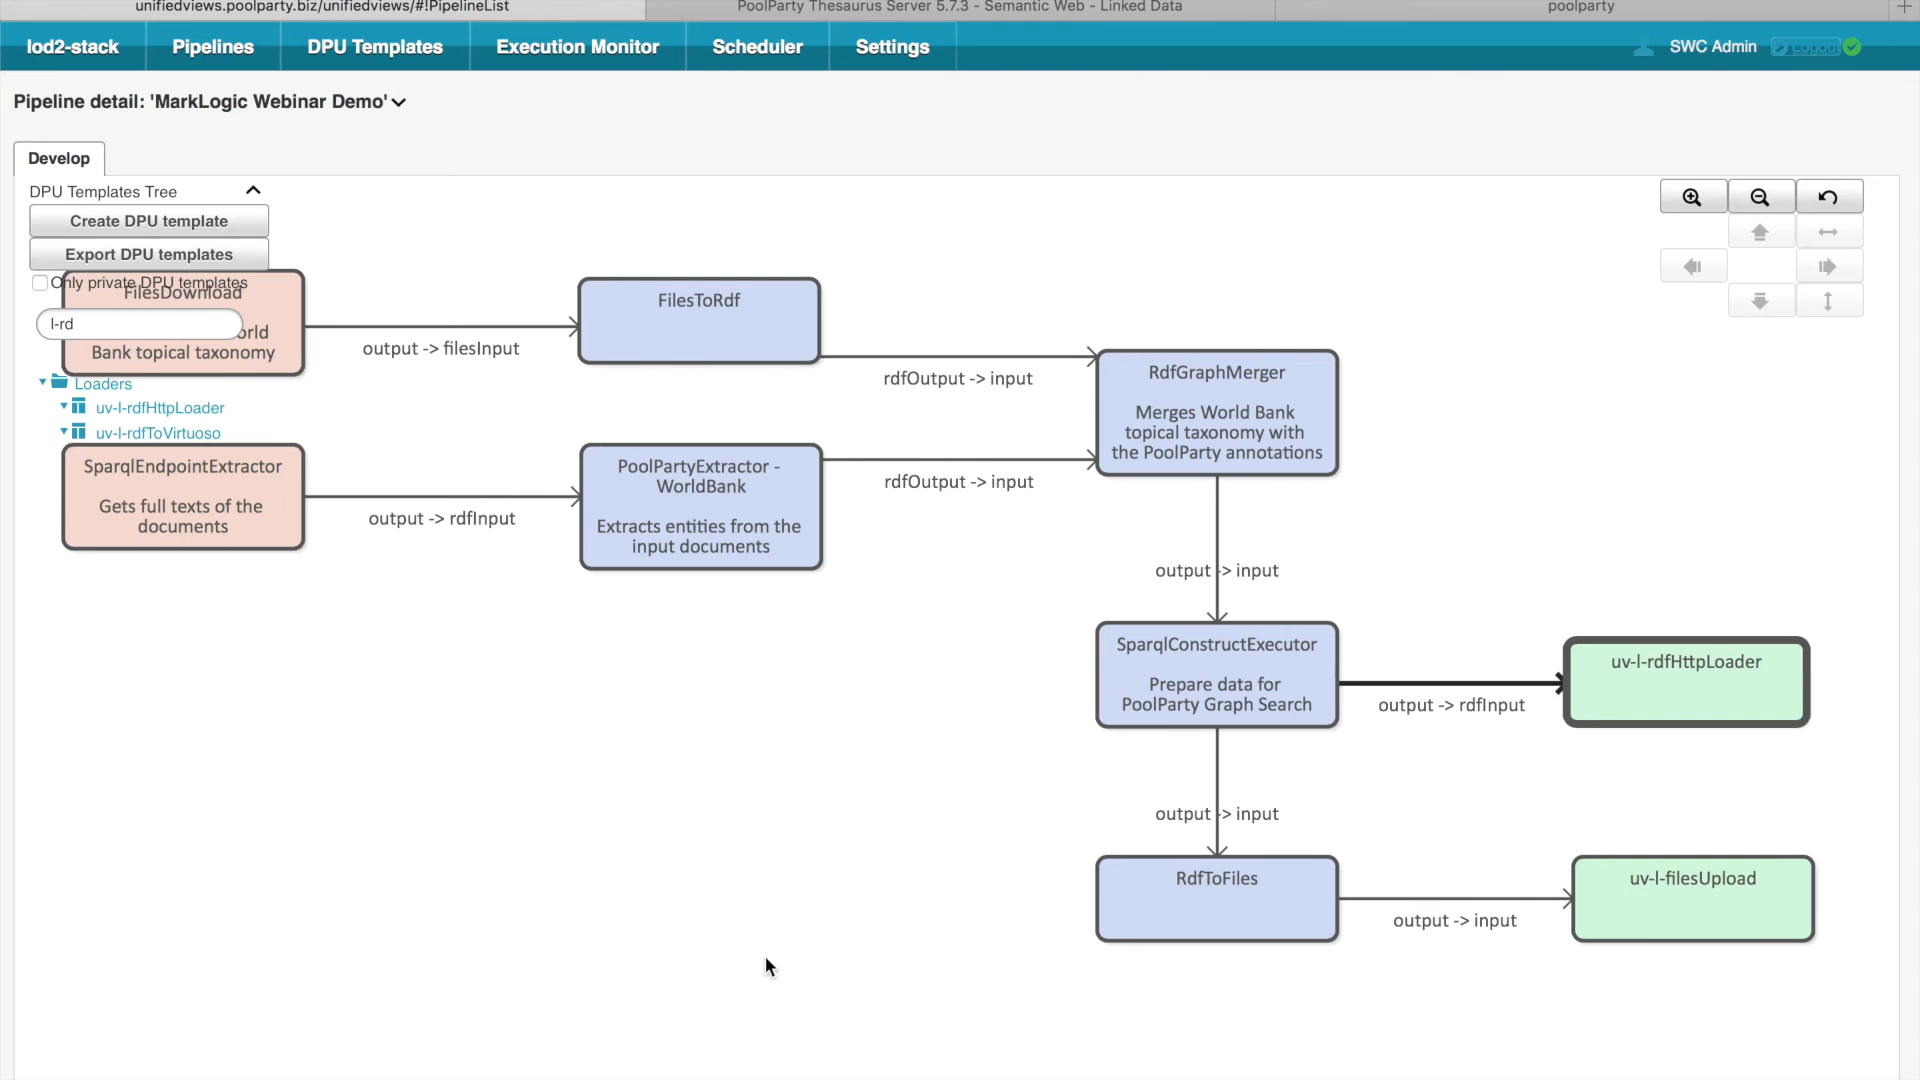 unifiedviews.poolparty.biz/unifiedviews/#!PipelineList
PoolParty Thesaurus Server 5.7.3 - Semantic Web - Linked Data
poolparty
lod2-stack
Pipelines
DPU Templates
Execution Monitor
Scheduler
Settings
SWC Admin
Logout
Pipeline detail: 'MarkLogic Webinar Demo'
Develop
DPU Templates Tree
Create DPU template
Export DPU templates
Only private DPU templates
l-rd
Loaders
uv-l-rdfHttpLoader
uv-l-rdfToVirtuoso
FilesDownload
Bank topical taxonomy
output -> filesInput
FilesToRdf
rdfOutput -> input
RdfGraphMerger
Merges World Bank
topical taxonomy with
the PoolParty annotations
SparqlEndpointExtractor
Gets full texts of the
documents
output -> rdfInput
PoolPartyExtractor -
WorldBank
Extracts entities from the
input documents
rdfOutput -> input
output -> input
SparqlConstructExecutor
Prepare data for
PoolParty Graph Search
output -> rdfInput
uv-l-rdfHttpLoader
output -> input
RdfToFiles
output -> input
uv-l-filesUpload